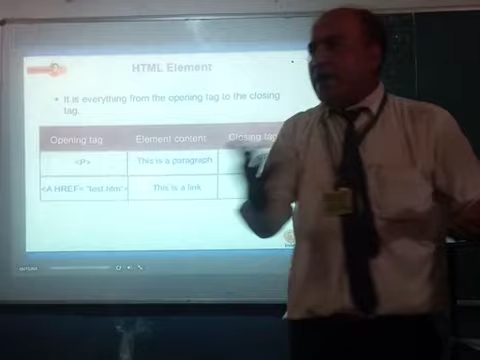 HTML Element
• It is everything from the opening tag to the closing
tag.
Opening tag Element content Closing tag
<P> This is a paragraph
<A HREF= "test.htm"> This is a link